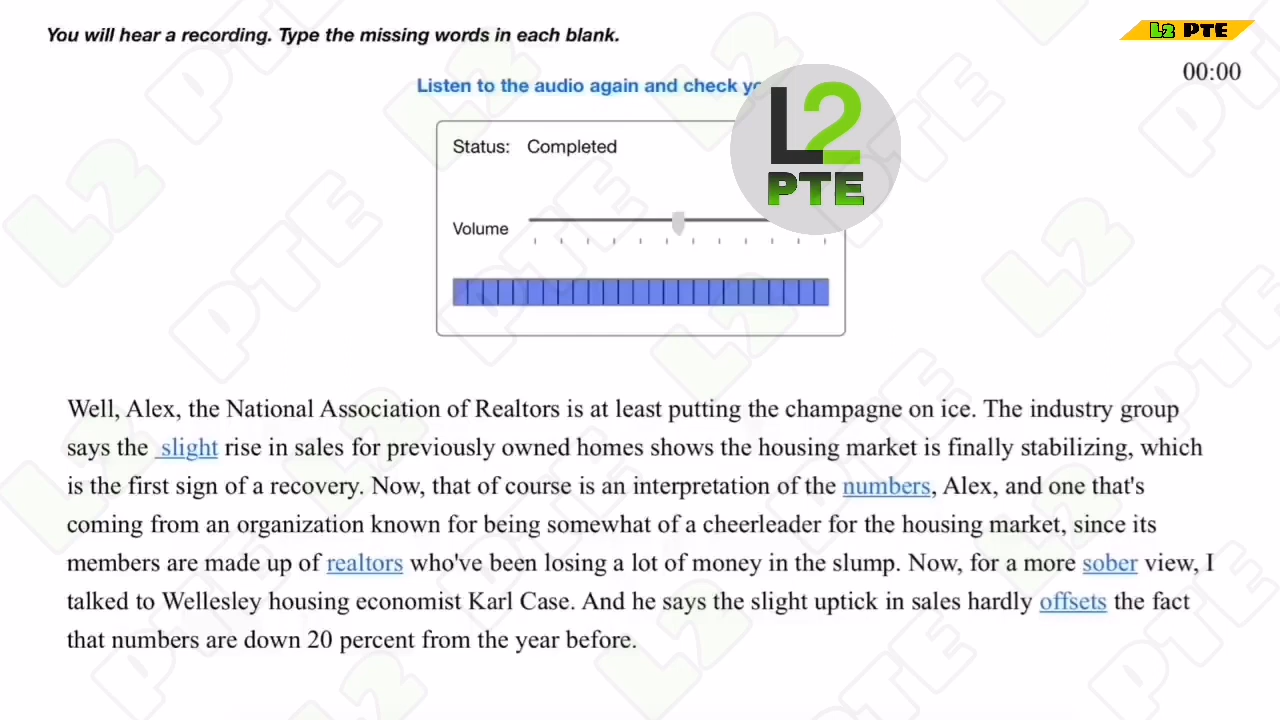 You will hear a recording. Type the missing words in each blank.
L2 PTE
00:00
Listen to the audio again and check
L2
PTE
Status: Completed
Volume
Well, Alex, the National Association of Realtors is at least putting the champagne on ice. The industry group
says the slight rise in sales for previously owned homes shows the housing market is finally stabilizing, which
is the first sign of a recovery. Now, that of course is an interpretation of the numbers, Alex, and one that's
coming from an organization known for being somewhat of a cheerleader for the housing market, since its
members are made up of realtors who've been losing a lot of money in the slump. Now, for a more sober view, I
talked to Wellesley housing economist Karl Case. And he says the slight uptick in sales hardly offsets the fact
that numbers are down 20 percent from the year before.